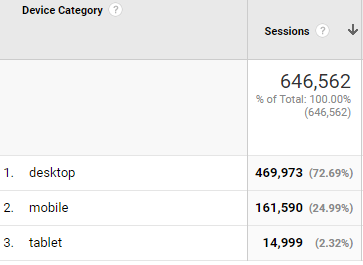 Device Category ?
Sessions ?
646,562
% of Total: 100.00%
(646,562)
1. desktop 469,973 (72.69%)
2. mobile 161,590 (24.99%)
3. tablet 14,999 (2.32%)